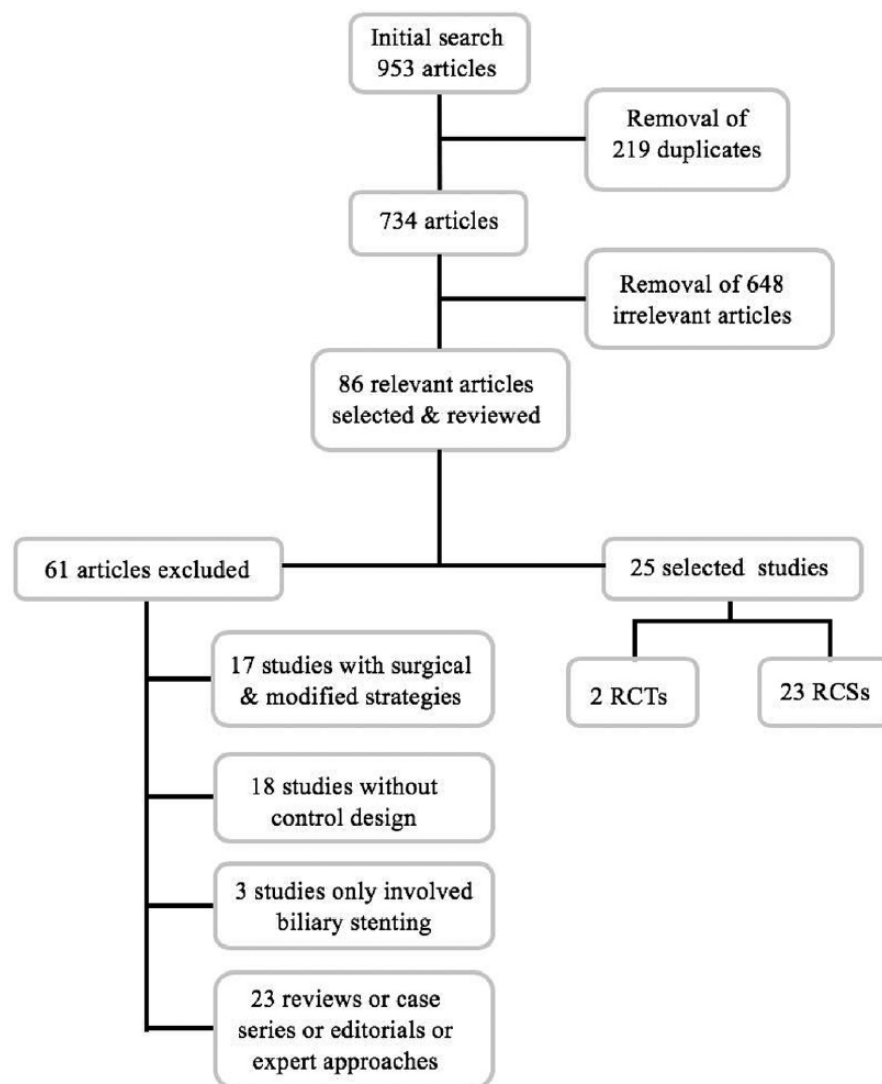 Initial search
953 articles
Removal of
219 duplicates
734 articles
Removal of 648
irrelevant articles
86 relevant articles
selected & reviewed
61 articles excluded
25 selected studies
17 studies with surgical
& modified strategies
2 RCTs
23 RCSs
18 studies without
control design
3 studies only involved
biliary stenting
23 reviews or case
series or editorials or
expert approaches